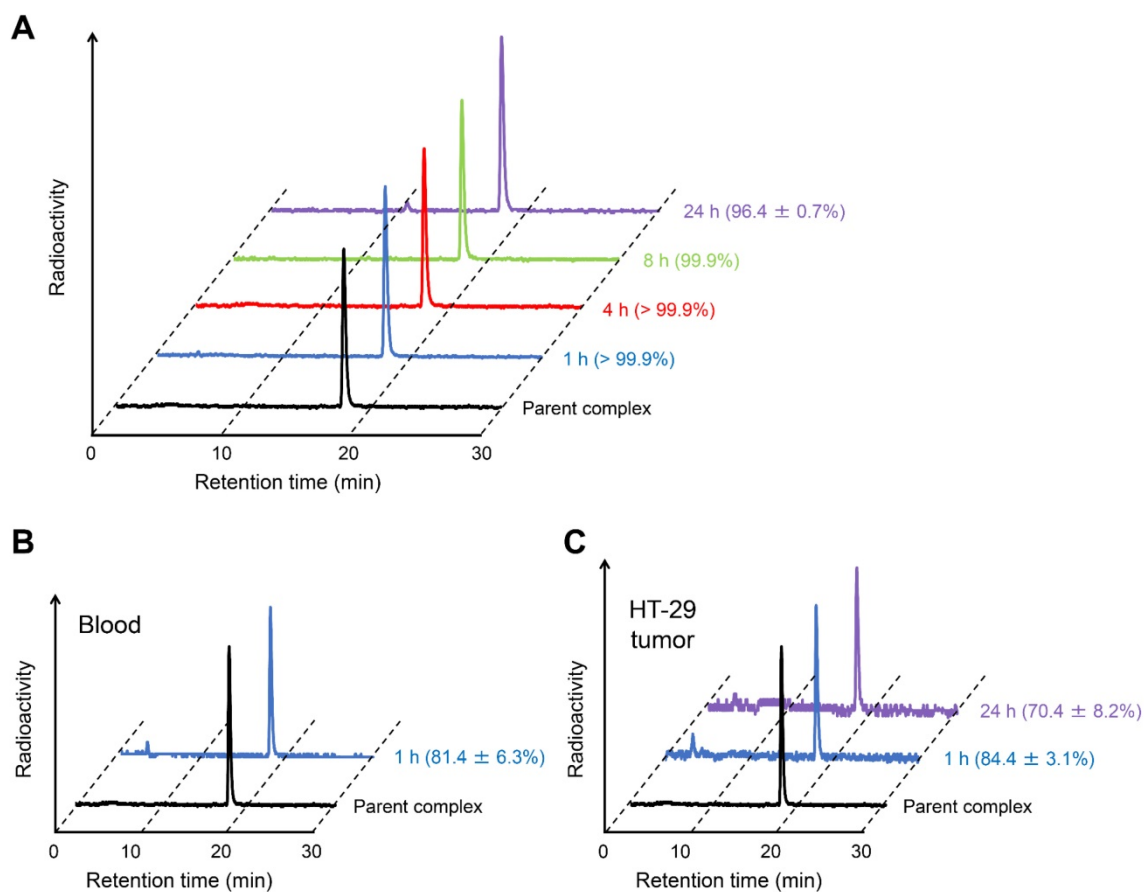 A
Radioactivity
24 h (96.4 ± 0.7%)
8 h (99.9%)
4 h (> 99.9%)
1 h (> 99.9%)
Parent complex
0 10 20 30
Retention time (min)
B
Blood
Radioactivity
1 h (81.4 ± 6.3%)
Parent complex
0 10 20 30
Retention time (min)
C
HT-29
tumor
Radioactivity
24 h (70.4 ± 8.2%)
1 h (84.4 ± 3.1%)
Parent complex
0 10 20 30
Retention time (min)